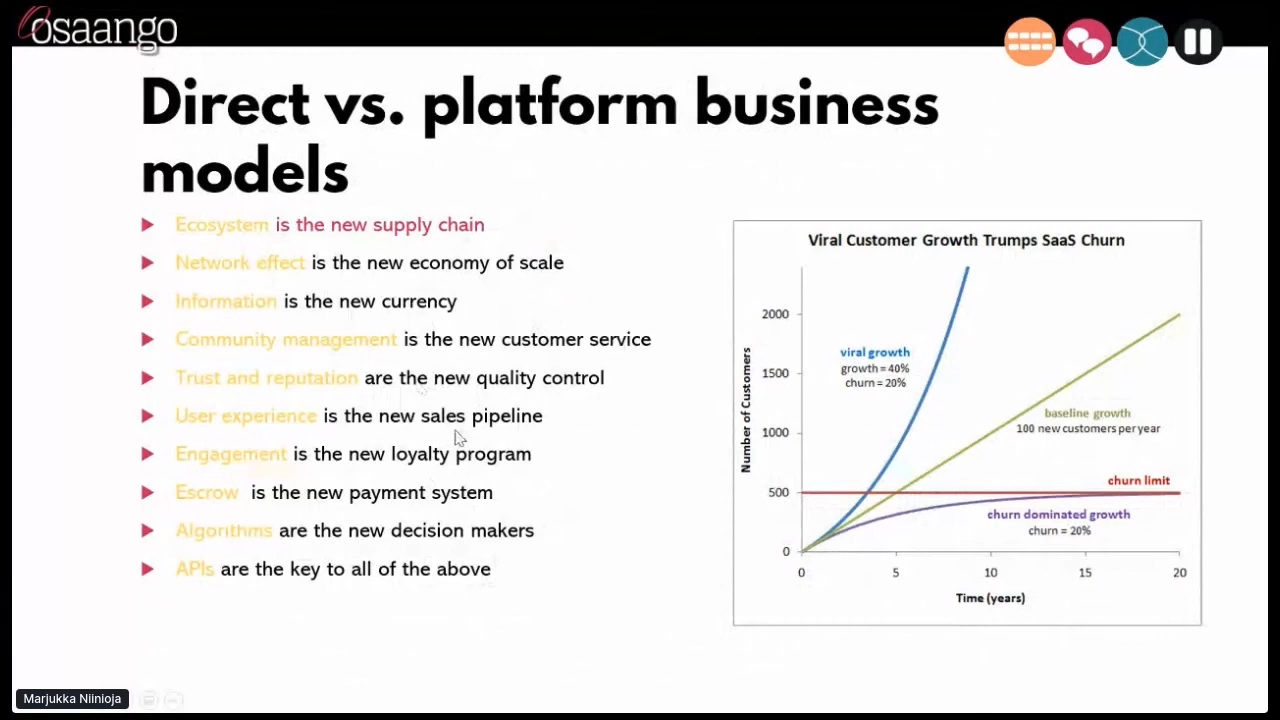 osaango
Direct vs. platform business
models
Ecosystem is the new supply chain
Network effect is the new economy of scale
Information is the new currency
Community management is the new customer service
Trust and reputation are the new quality control
User experience is the new sales pipeline
Engagement is the new loyalty program
Escrow is the new payment system
Algorithms are the new decision makers
APIs are the key to all of the above
Viral Customer Growth Trumps SaaS Churn
Number of Customers
2000
1500
1000
500
0
viral growth
growth = 40%
churn = 20%
baseline growth
100 new customers per year
churn limit
churn dominated growth
churn = 20%
0 5 10 15 20
Time (years)
Marjukka Niinioja